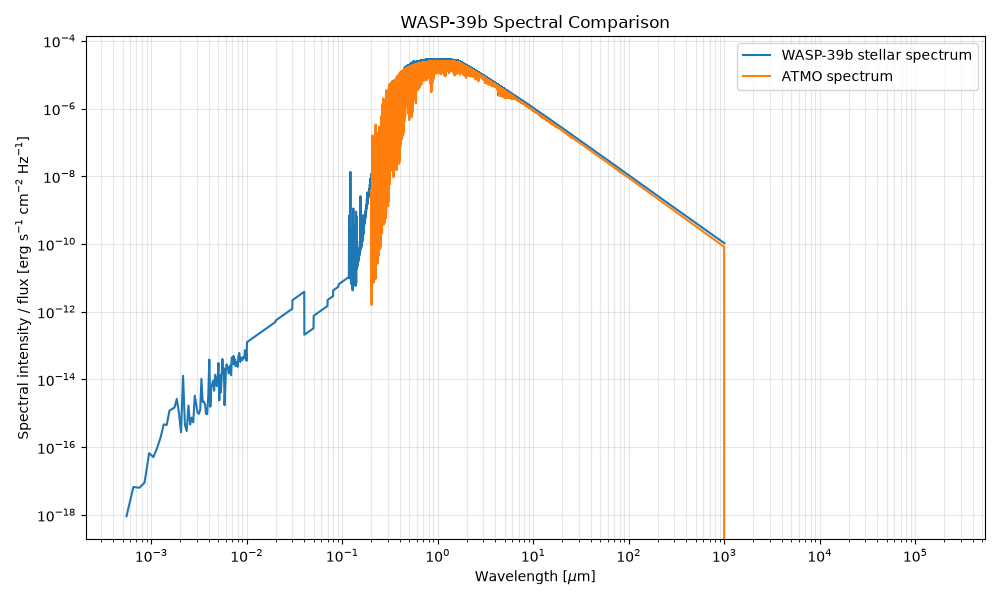 WASP-39b Spectral Comparison
WASP-39b stellar spectrum
ATMO spectrum
Spectral intensity / flux [erg s⁻¹ cm⁻² Hz⁻¹]
10⁻⁴
10⁻⁶
10⁻⁸
10⁻¹⁰
10⁻¹²
10⁻¹⁴
10⁻¹⁶
10⁻¹⁸
10⁻³ 10⁻² 10⁻¹ 10⁰ 10¹ 10² 10³ 10⁴ 10⁵
Wavelength [μm]